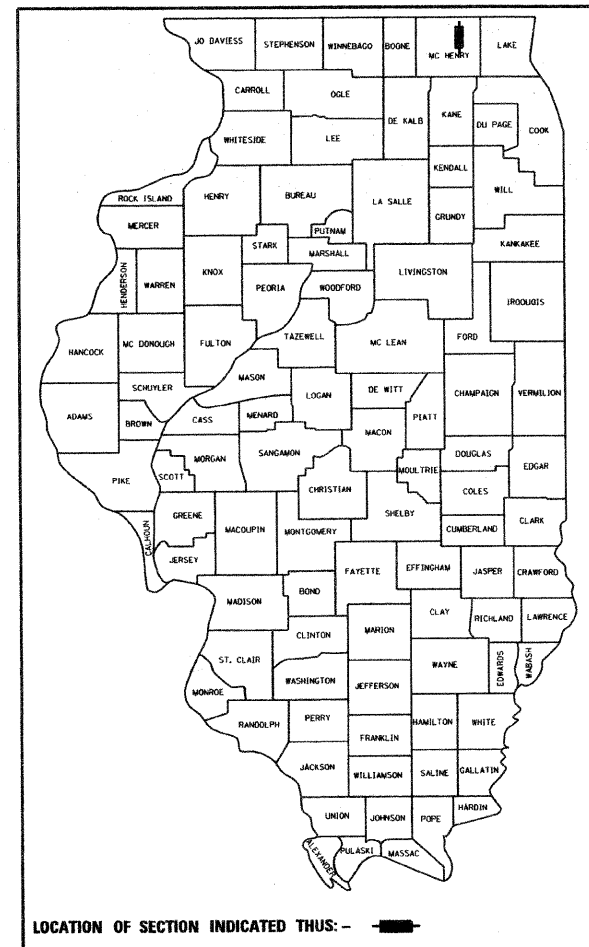 JO DAVIESS
STEPHENSON
WINNEBAGO
BOONE
MC HENRY
LAKE
CARROLL
OGLE
DE KALB
KANE
DU PAGE
COOK
WHITESIDE
LEE
KENDALL
WILL
ROCK ISLAND
HENRY
BUREAU
LA SALLE
GRUNDY
MERCER
PUTNAM
STARK
MARSHALL
KANKAKEE
HENDERSON
WARREN
KNOX
PEORIA
WOODFORD
LIVINGSTON
IROQUOIS
HANCOCK
MC DONOUGH
FULTON
TAZEWELL
MC LEAN
FORD
SCHUYLER
MASON
LOGAN
DE WITT
CHAMPAIGN
VERMILION
ADAMS
BROWN
CASS
MENARD
MACON
PIATT
PIKE
SCOTT
MORGAN
SANGAMON
CHRISTIAN
MOULTRIE
DOUGLAS
EDGAR
COLES
CALHOUN
GREENE
MACOUPIN
MONTGOMERY
SHELBY
CUMBERLAND
CLARK
JERSEY
FAYETTE
EFFINGHAM
JASPER
CRAWFORD
MADISON
BOND
CLAY
RICHLAND
LAWRENCE
CLINTON
MARION
ST. CLAIR
WAYNE
EDWARDS
WABASH
WASHINGTON
JEFFERSON
MONROE
RANDOLPH
PERRY
HAMILTON
WHITE
FRANKLIN
JACKSON
WILLIAMSON
SALINE
GALLATIN
UNION
JOHNSON
POPE
HARDIN
ALEXANDER
PULASKI
MASSAC
LOCATION OF SECTION INDICATED THUS: -